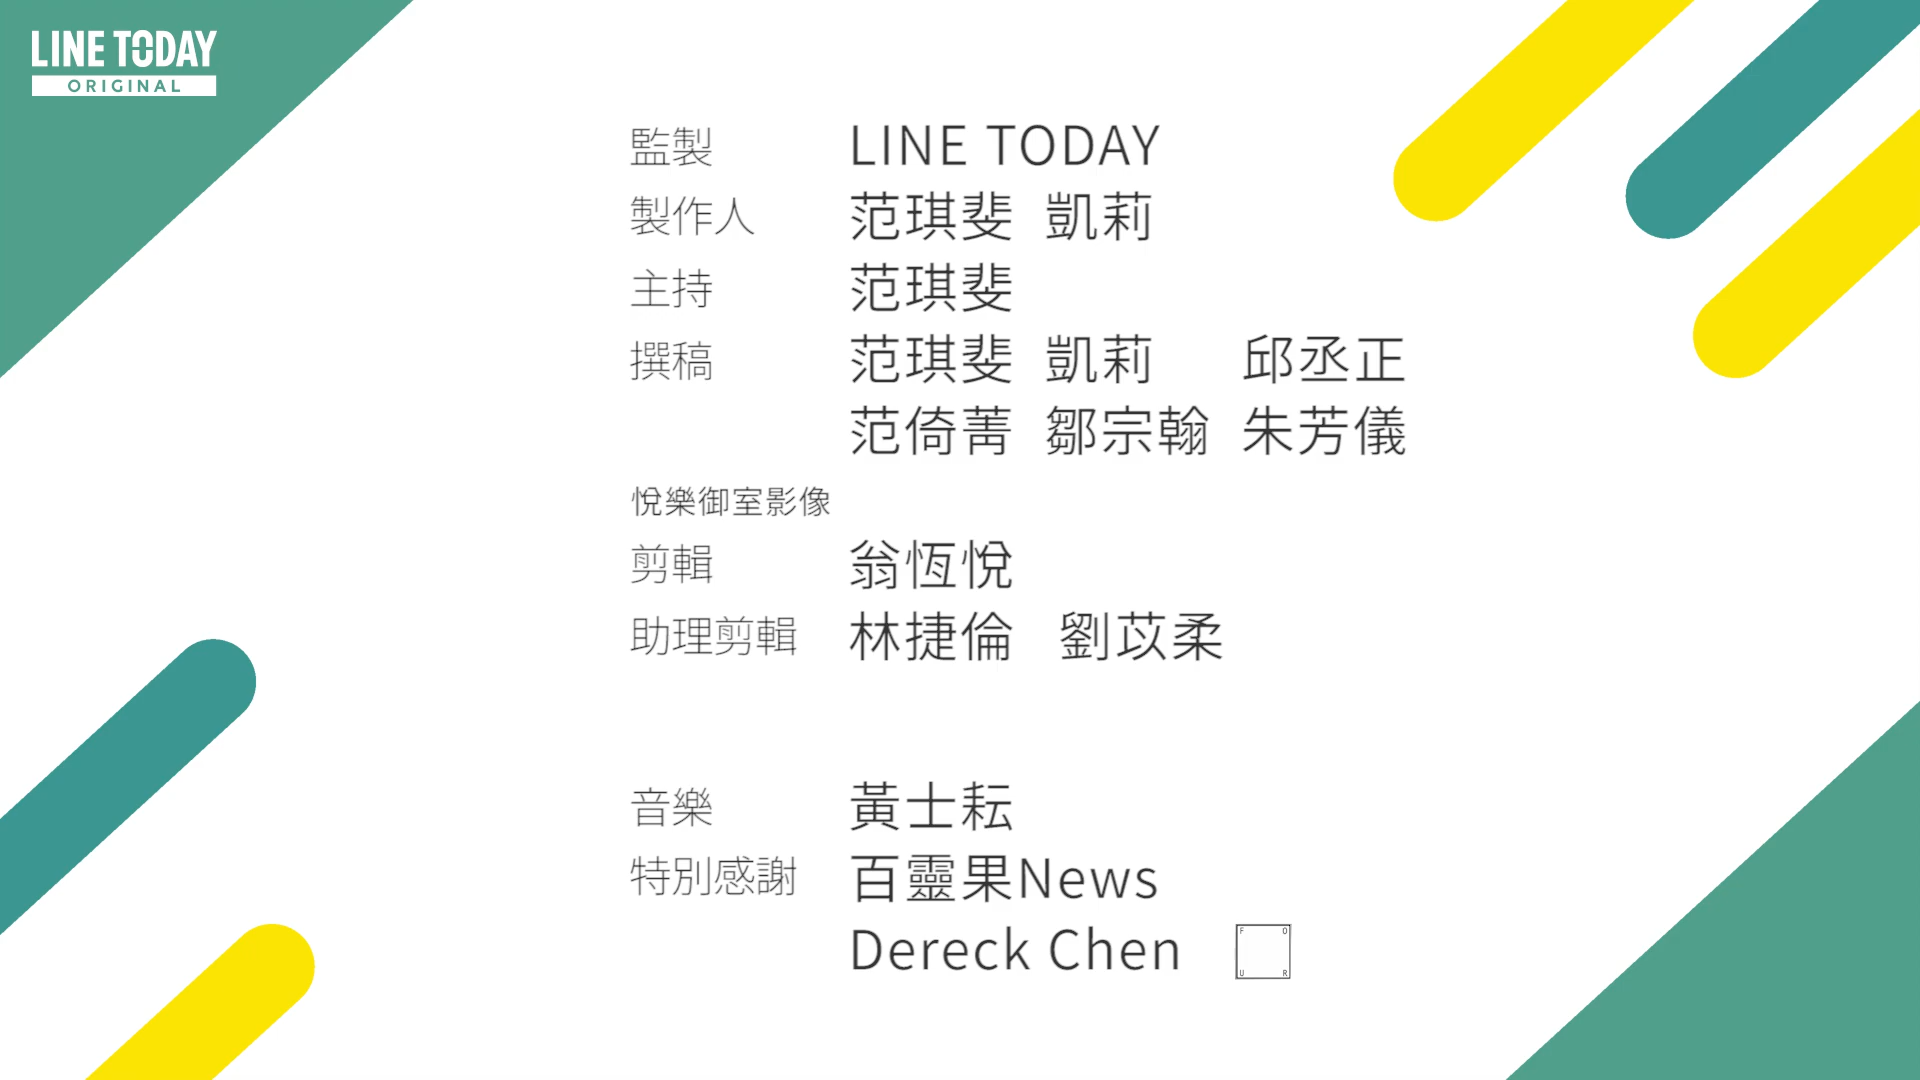 LINE TODAY
ORIGINAL
監製 LINE TODAY
製作人 范琪斐 凱莉
主持 范琪斐
撰稿 范琪斐 凱莉 邱丞正
范倚菁 鄒宗翰 朱芳儀
悅樂御室影像
剪輯 翁恆悅
助理剪輯 林捷倫 劉苡柔
音樂 黃士耘
特別感謝 百靈果News
Dereck Chen
F O
U R